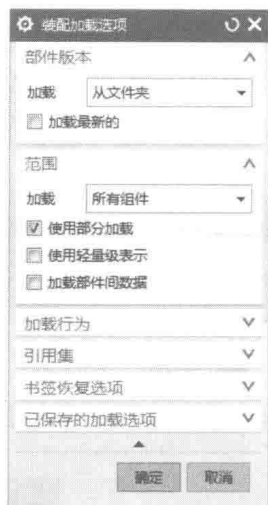 装配加载选项
部件版本
加载 从文件夹
加载最新的
范围
加载 所有组件
使用部分加载
使用轻量级表示
加载部件间数据
加载行为
引用集
书签恢复选项
已保存的加载选项
确定 取消